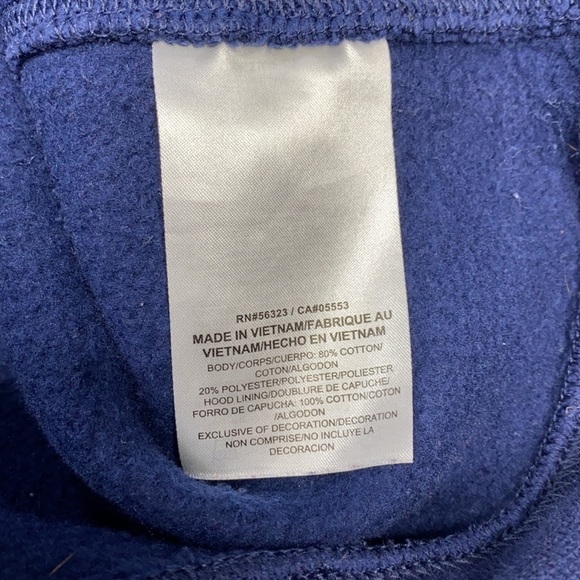 RN#56323 / CA#05553
MADE IN VIETNAM/FABRIQUE AU
VIETNAM/HECHO EN VIETNAM
BODY/CORPS/CUERPO: 80% COTTON/
COTON/ALGODON
20% POLYESTER/POLYESTER/POLIESTER
HOOD LINING/DOUBLURE DE CAPUCHE/
FORRO DE CAPUCHA: 100% COTTON/COTON
/ALGODON
EXCLUSIVE OF DECORATION/DECORATION
NON COMPRISE/NO INCLUYE LA
DECORACIÓN